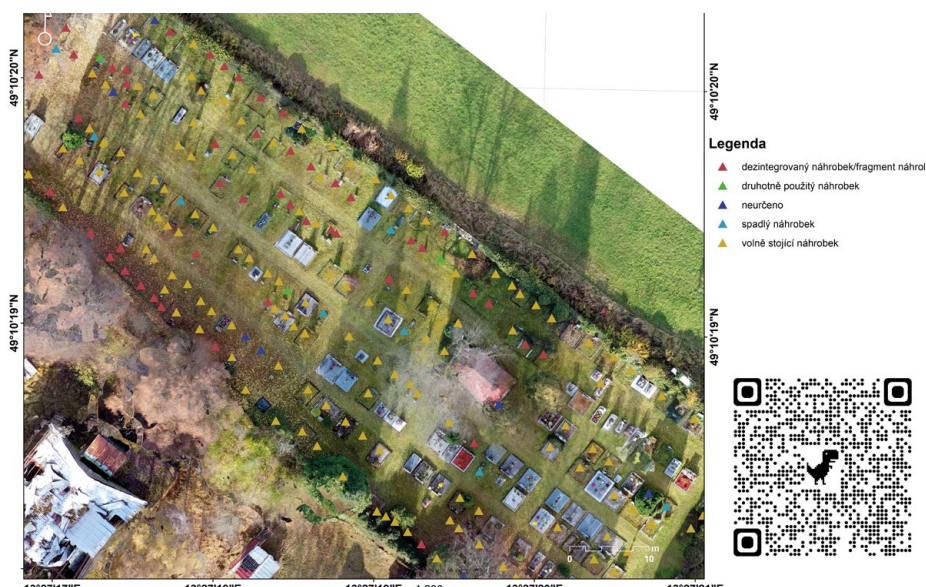 49°10'20"N
49°10'20"N
Legenda
dezintegrovaný náhrobek/fragment náhrol
druhotně použitý náhrobek
neurčeno
spadlý náhrobek
volně stojící náhrobek
49°10'19"N
49°10'19"N
0
10
m